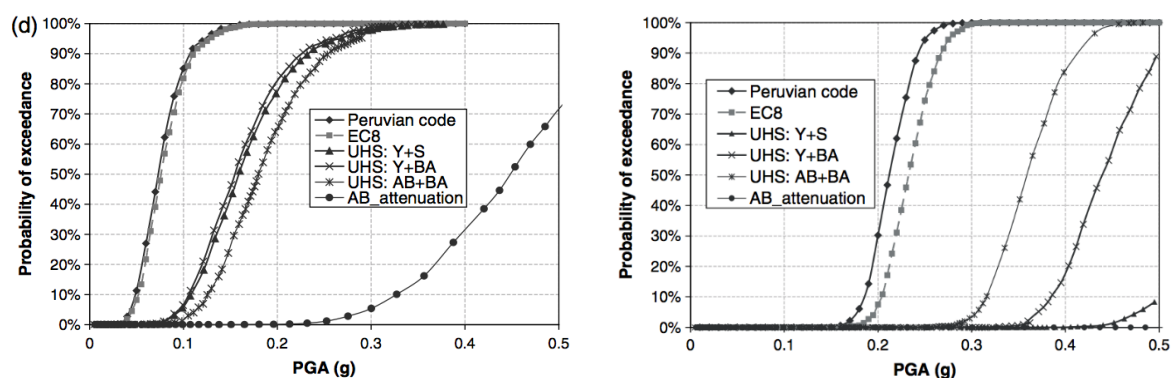 (d)
Probability of exceedance
100%
90%
80%
70%
60%
50%
40%
30%
20%
10%
0%
Peruvian code
EC8
UHS: Y+S
UHS: Y+BA
UHS: AB+BA
AB_attenuation
0
0.1
0.2
0.3
0.4
0.5
PGA (g)
Probability of exceedance
100%
90%
80%
70%
60%
50%
40%
30%
20%
10%
0%
Peruvian code
EC8
UHS: Y+S
UHS: Y+BA
UHS: AB+BA
AB_attenuation
0
0.1
0.2
0.3
0.4
0.5
PGA (g)